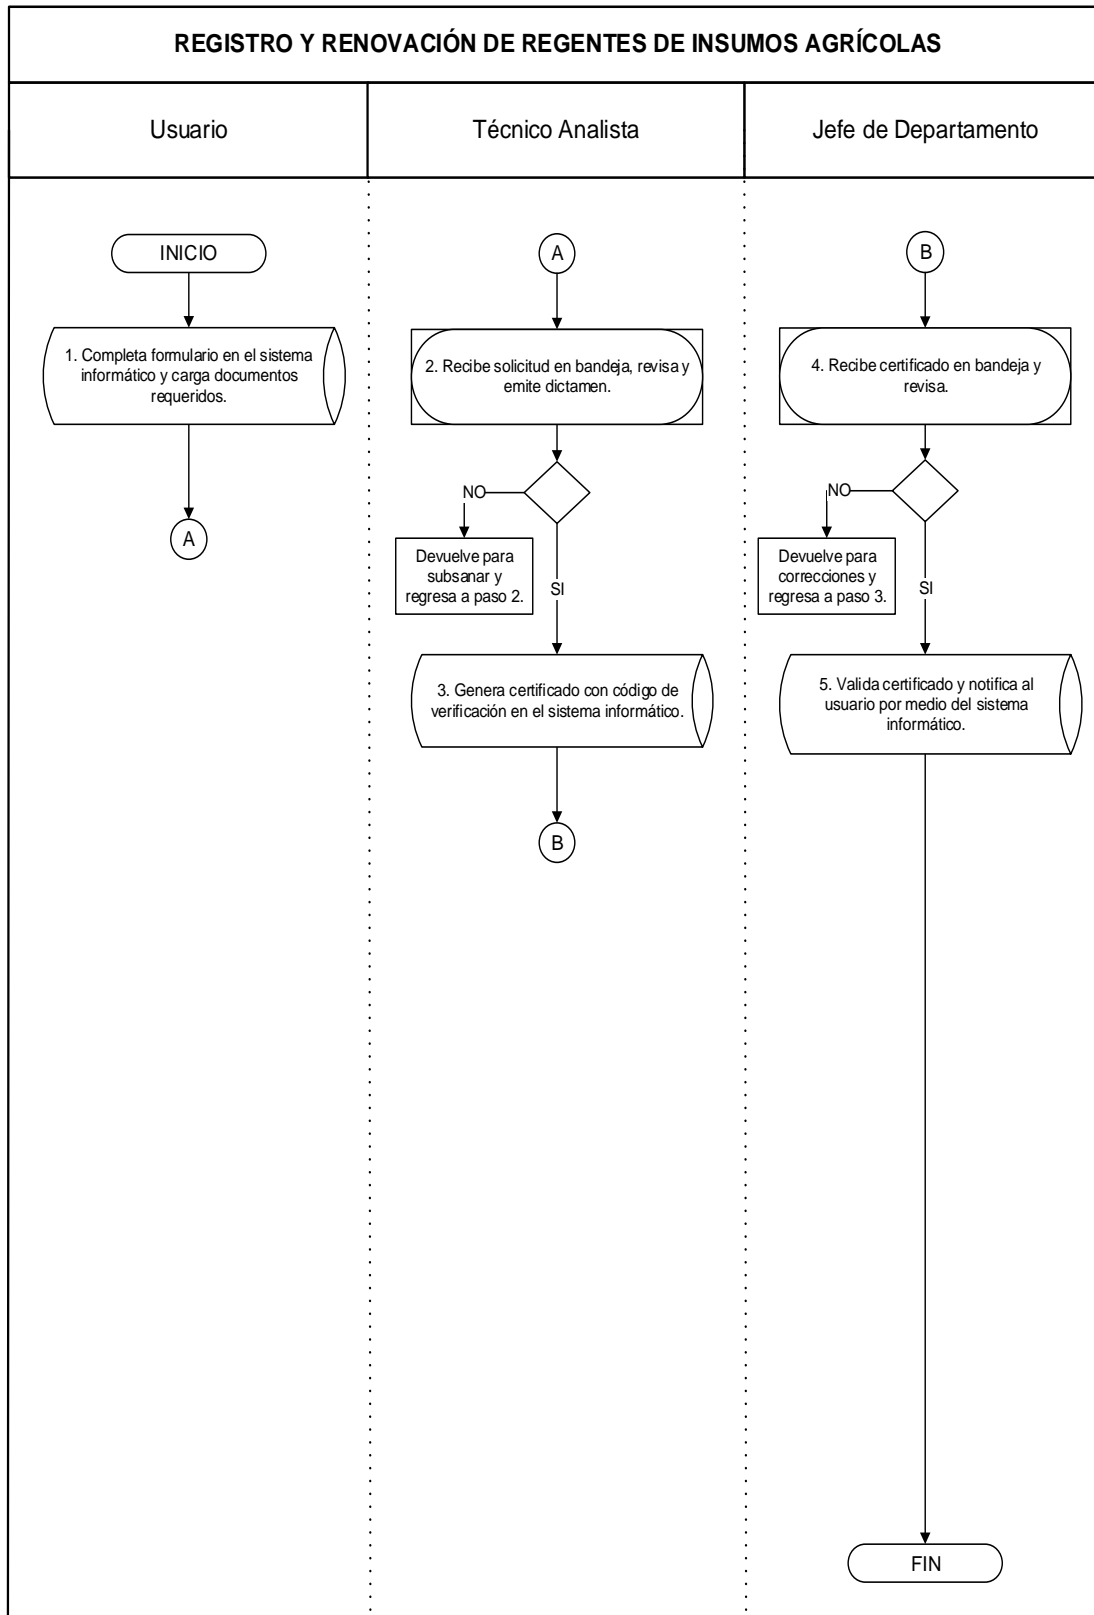 REGISTRO Y RENOVACIÓN DE REGENTES DE INSUMOS AGRÍCOLAS
Usuario
Técnico Analista
Jefe de Departamento
INICIO
1. Completa formulario en el sistema
informático y carga documentos
requeridos.
A
A
2. Recibe solicitud en bandeja, revisa y
emite dictamen.
NO
Devuelve para
subsanar y
regresa a paso 2.
SI
3. Genera certificado con código de
verificación en el sistema informático.
B
B
4. Recibe certificado en bandeja y
revisa.
NO
Devuelve para
correcciones y
regresa a paso 3.
SI
5. Valida certificado y notifica al
usuario por medio del sistema
informático.
FIN